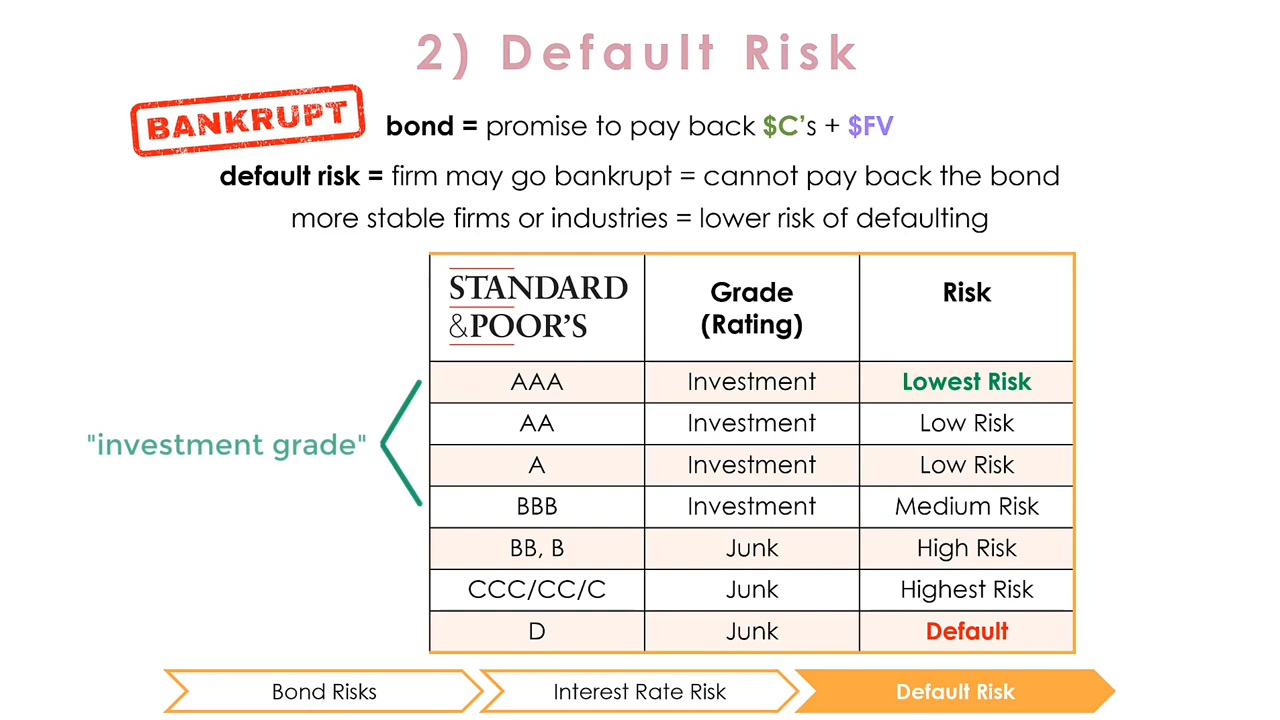 2) Default Risk
BANKRUPT
bond = promise to pay back $C's + $FV
default risk = firm may go bankrupt = cannot pay back the bond
more stable firms or industries = lower risk of defaulting
STANDARD
&POOR'S
Grade
(Rating)
Risk
AAA Investment Lowest Risk
AA Investment Low Risk
"investment grade"
A Investment Low Risk
BBB Investment Medium Risk
BB, B Junk High Risk
CCC/CC/C Junk Highest Risk
D Junk Default
Bond Risks Interest Rate Risk Default Risk